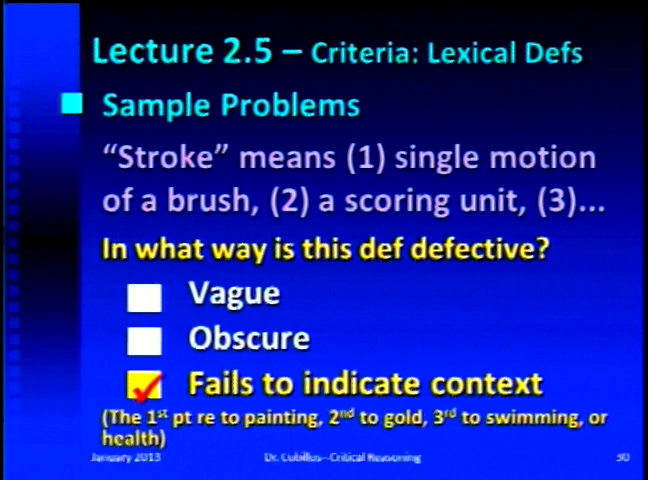 Lecture 2.5 – Criteria: Lexical Defs
Sample Problems
“Stroke” means (1) single motion
of a brush, (2) a scoring unit, (3)...
In what way is this def defective?
Vague
Obscure
Fails to indicate context
(The 1st pt re to painting, 2nd to gold, 3rd to swimming, or
health)
January 2013 Dr. Cubillos--Critical Reasoning 30